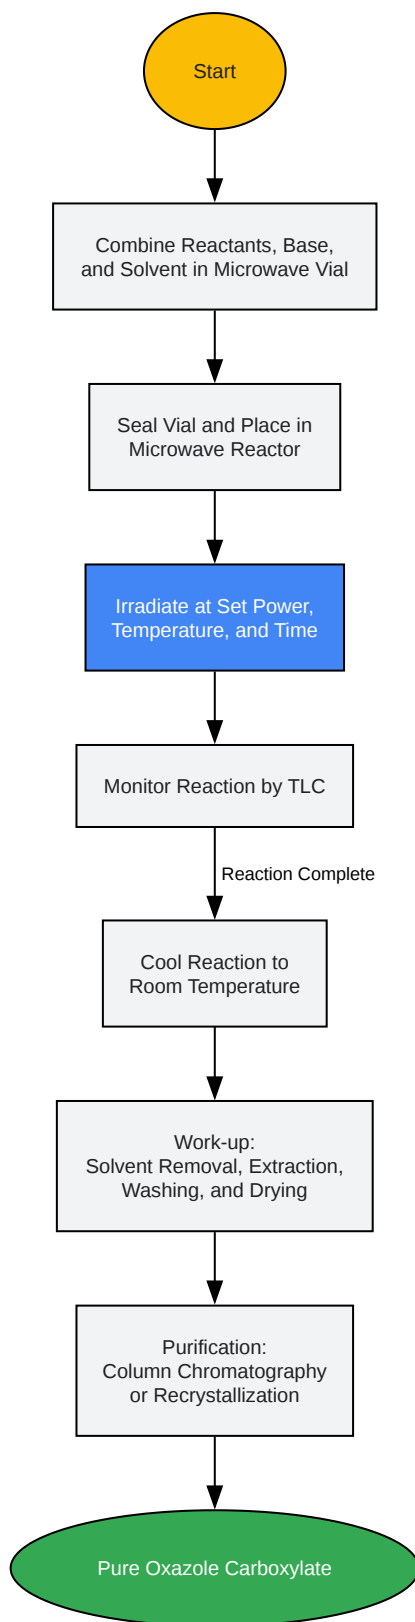 Start
Combine Reactants, Base,
and Solvent in Microwave Vial
Seal Vial and Place in
Microwave Reactor
Irradiate at Set Power,
Temperature, and Time
Monitor Reaction by TLC
Reaction Complete
Cool Reaction to
Room Temperature
Work-up:
Solvent Removal, Extraction,
Washing, and Drying
Purification:
Column Chromatography
or Recrystallization
Pure Oxazole Carboxylate